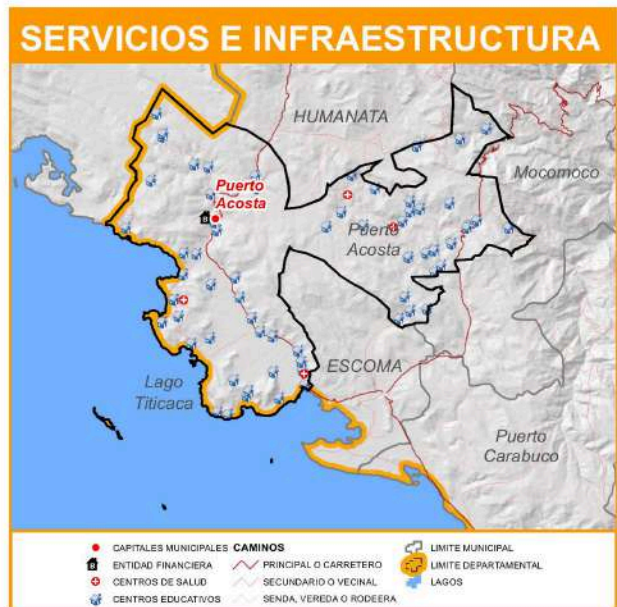 SERVICIOS E INFRAESTRUCTURA
HUMANATA
Mocomoco
Puerto
Acosta
Puerto
Acosta
ESCOMA
Lago
Titicaca
Puerto
Carabuco
CAPITALES MUNICIPALES
ENTIDAD FINANCIERA
CENTROS DE SALUD
CENTROS EDUCATIVOS
CAMINOS
PRINCIPAL O CARRETERO
SECUNDARIO O VECINAL
SENDA, VEREDA O RODEERA
LIMITE MUNICIPAL
LIMITE DEPARTAMENTAL
LAGOS